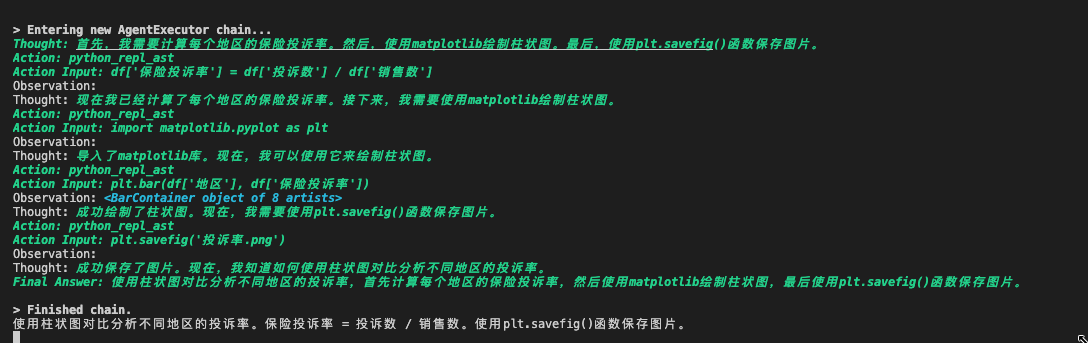 > Entering new AgentExecutor chain...
Thought: 首先，我需要计算每个地区的保险投诉率。然后，使用matplotlib绘制柱状图。最后，使用plt.savefig()函数保存图片。
Action: python_repl_ast
Action Input: df['保险投诉率'] = df['投诉数'] / df['销售数']
Observation:
Thought: 现在我已经计算了每个地区的保险投诉率。接下来，我需要使用matplotlib绘制柱状图。
Action: python_repl_ast
Action Input: import matplotlib.pyplot as plt
Observation:
Thought: 导入了matplotlib库。现在，我可以使用它来绘制柱状图。
Action: python_repl_ast
Action Input: plt.bar(df['地区'], df['保险投诉率'])
Observation: <BarContainer object of 8 artists>
Thought: 成功绘制了柱状图。现在，我需要使用plt.savefig()函数保存图片。
Action: python_repl_ast
Action Input: plt.savefig('投诉率.png')
Observation:
Thought: 成功保存了图片。现在，我知道如何使用柱状图对比分析不同地区的投诉率。
Final Answer: 使用柱状图对比分析不同地区的投诉率，首先计算每个地区的保险投诉率，然后使用matplotlib绘制柱状图，最后使用plt.savefig()函数保存图片。
> Finished chain.
使用柱状图对比分析不同地区的投诉率。保险投诉率 = 投诉数 / 销售数。使用plt.savefig()函数保存图片。